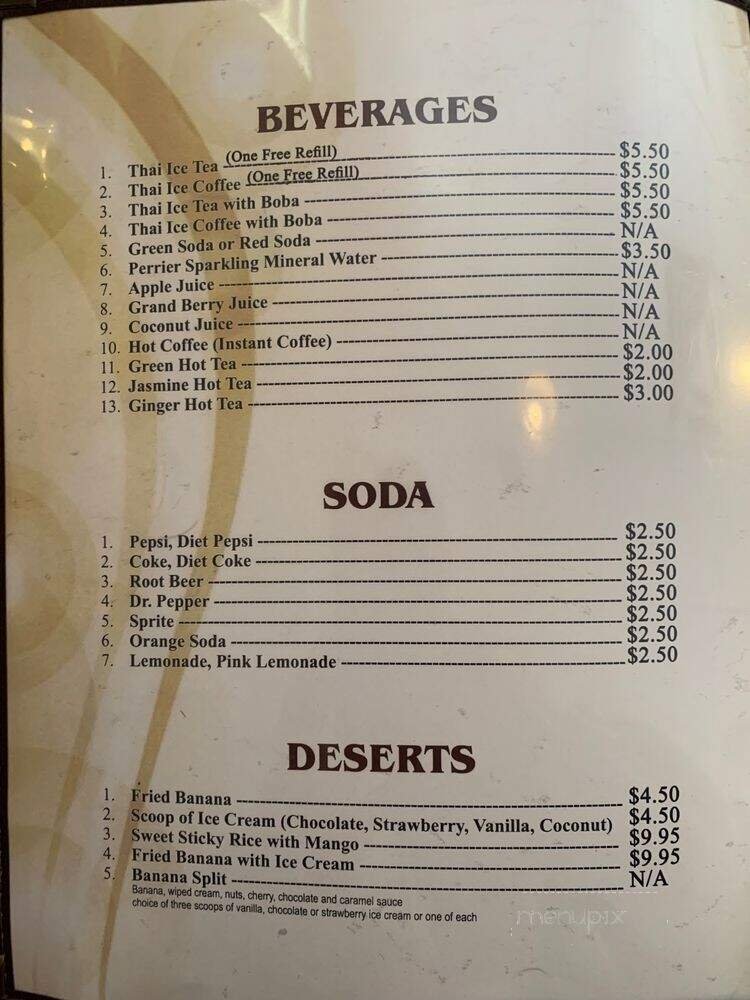 BEVERAGES
1. Thai Ice Tea (One Free Refill) $5.50
2. Thai Ice Coffee (One Free Refill) $5.50
3. Thai Ice Tea with Boba $5.50
4. Thai Ice Coffee with Boba $5.50
5. Green Soda or Red Soda N/A
6. Perrier Sparkling Mineral Water $3.50
7. Apple Juice N/A
8. Grand Berry Juice N/A
9. Coconut Juice N/A
10. Hot Coffee (Instant Coffee) N/A
11. Green Hot Tea $2.00
12. Jasmine Hot Tea $2.00
13. Ginger Hot Tea $3.00
SODA
1. Pepsi, Diet Pepsi $2.50
2. Coke, Diet Coke $2.50
3. Root Beer $2.50
4. Dr. Pepper $2.50
5. Sprite $2.50
6. Orange Soda $2.50
7. Lemonade, Pink Lemonade $2.50
DESERTS
1. Fried Banana $4.50
2. Scoop of Ice Cream (Chocolate, Strawberry, Vanilla, Coconut) $4.50
3. Sweet Sticky Rice with Mango $9.95
4. Fried Banana with Ice Cream $9.95
5. Banana Split N/A
Banana, wiped cream, nuts, cherry, chocolate and caramel sauce
choice of three scoops of vanilla, chocolate or strawberry ice cream or one of each
menupix